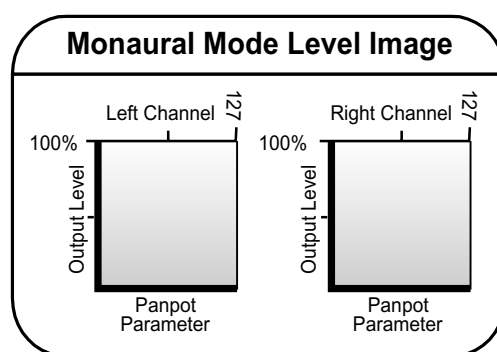 Monaural Mode Level Image
Left Channel
127
100%
Output Level
Panpot
Parameter
Right Channel
127
100%
Output Level
Panpot
Parameter